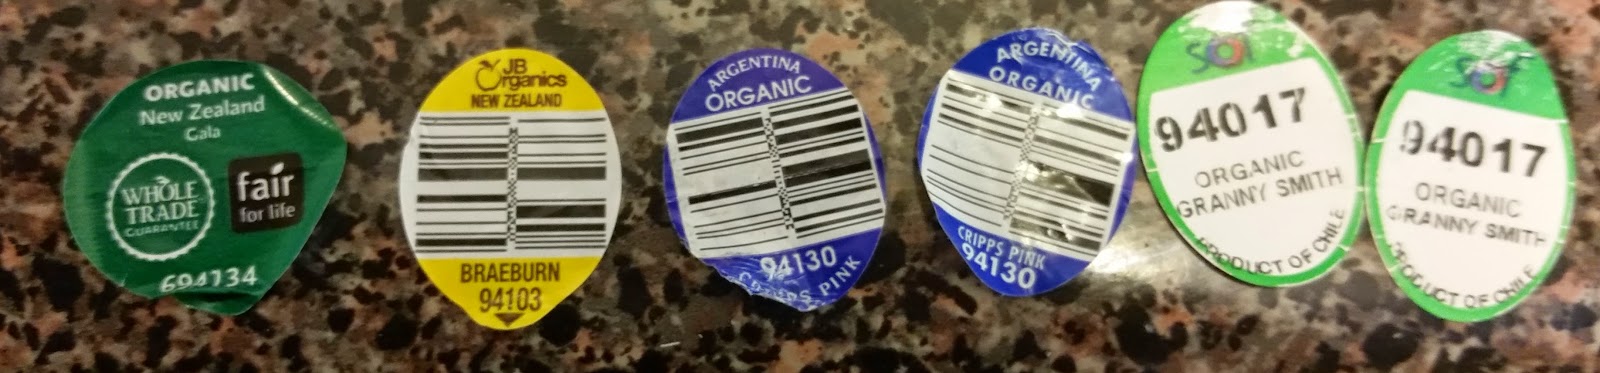 ORGANIC
New Zealand
Gala
WHOLE
TRADE
GUARANTEE
fair
for life
694134
JB
Organics
NEW ZEALAND
BRAEBURN
94103
ARGENTINA
ORGANIC
94130
CRIPPS PINK
ARGENTINA
ORGANIC
CRIPPS PINK
94130
SOL
94017
ORGANIC
GRANNY SMITH
PRODUCT OF CHILE
94017
ORGANIC
GRANNY SMITH
PRODUCT OF CHILE